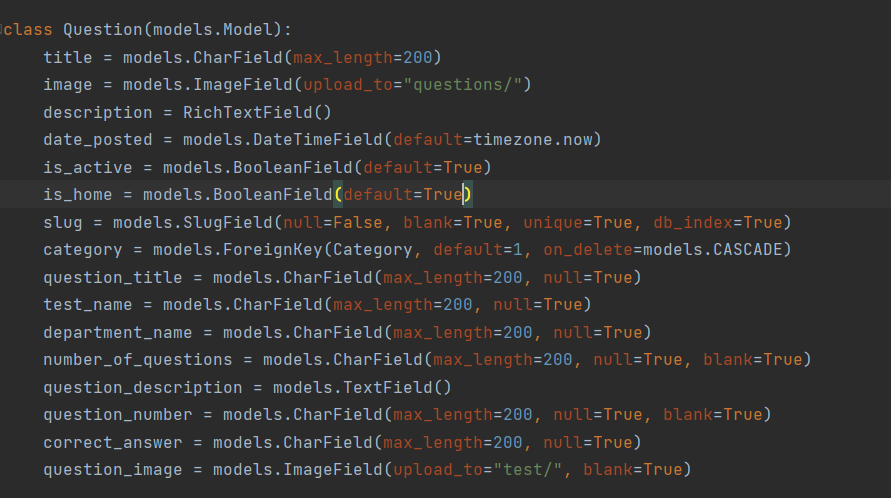 class Question(models.Model):
    title = models.CharField(max_length=200)
    image = models.ImageField(upload_to="questions/")
    description = RichTextField()
    date_posted = models.DateTimeField(default=timezone.now)
    is_active = models.BooleanField(default=True)
    is_home = models.BooleanField(default=True)
    slug = models.SlugField(null=False, blank=True, unique=True, db_index=True)
    category = models.ForeignKey(Category, default=1, on_delete=models.CASCADE)
    question_title = models.CharField(max_length=200, null=True)
    test_name = models.CharField(max_length=200, null=True)
    department_name = models.CharField(max_length=200, null=True)
    number_of_questions = models.CharField(max_length=200, null=True, blank=True)
    question_description = models.TextField()
    question_number = models.CharField(max_length=200, null=True, blank=True)
    correct_answer = models.CharField(max_length=200, null=True)
    question_image = models.ImageField(upload_to="test/", blank=True)